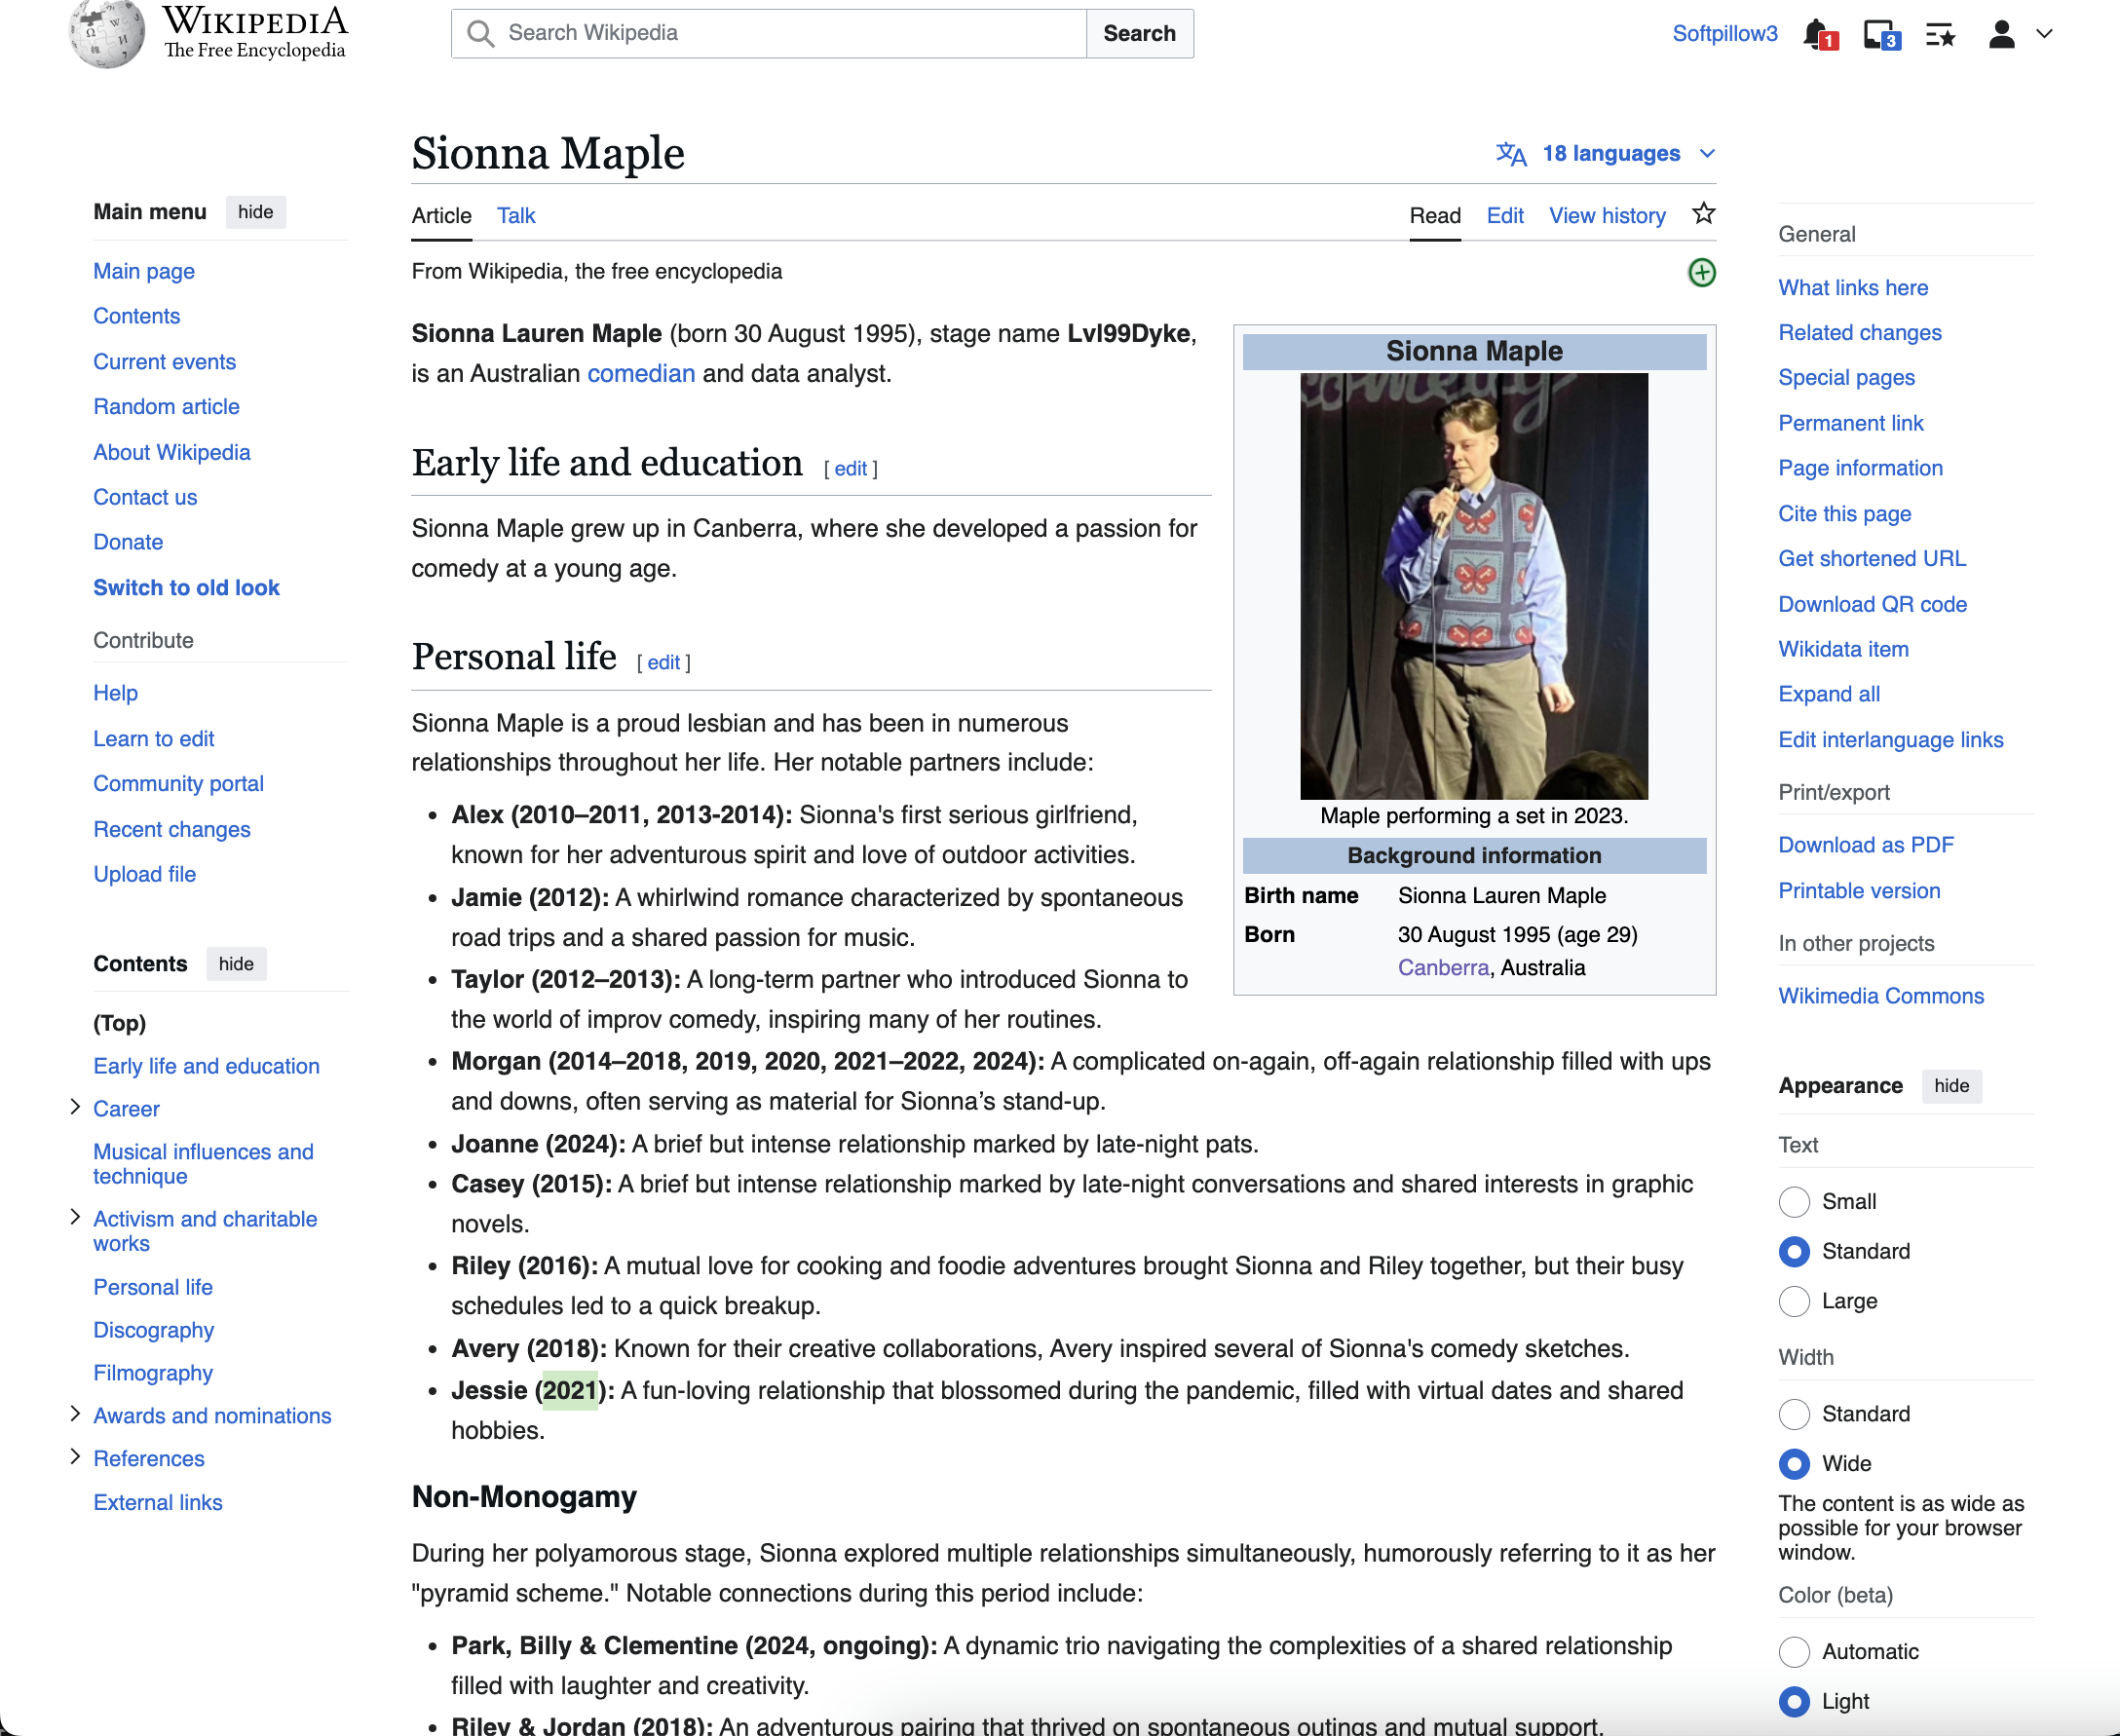 WIKIPEDIA
The Free Encyclopedia
Search Wikipedia
Search
Softpillow3
1
3
Main menu
hide
Main page
Contents
Current events
Random article
About Wikipedia
Contact us
Donate
Switch to old look
Contribute
Help
Learn to edit
Community portal
Recent changes
Upload file
Contents
hide
(Top)
Early life and education
Career
Musical influences and
technique
Activism and charitable
works
Personal life
Discography
Filmography
Awards and nominations
References
External links
Sionna Maple
18 languages
Article Talk
Read Edit View history
From Wikipedia, the free encyclopedia
Sionna Lauren Maple (born 30 August 1995), stage name Lvl99Dyke,
is an Australian comedian and data analyst.
Early life and education [ edit ]
Sionna Maple grew up in Canberra, where she developed a passion for
comedy at a young age.
Personal life [ edit ]
Sionna Maple is a proud lesbian and has been in numerous
relationships throughout her life. Her notable partners include:
• Alex (2010–2011, 2013-2014): Sionna's first serious girlfriend,
known for her adventurous spirit and love of outdoor activities.
• Jamie (2012): A whirlwind romance characterized by spontaneous
road trips and a shared passion for music.
• Taylor (2012–2013): A long-term partner who introduced Sionna to
the world of improv comedy, inspiring many of her routines.
• Morgan (2014–2018, 2019, 2020, 2021–2022, 2024): A complicated on-again, off-again relationship filled with ups
and downs, often serving as material for Sionna’s stand-up.
• Joanne (2024): A brief but intense relationship marked by late-night pats.
• Casey (2015): A brief but intense relationship marked by late-night conversations and shared interests in graphic
novels.
• Riley (2016): A mutual love for cooking and foodie adventures brought Sionna and Riley together, but their busy
schedules led to a quick breakup.
• Avery (2018): Known for their creative collaborations, Avery inspired several of Sionna's comedy sketches.
• Jessie (2021): A fun-loving relationship that blossomed during the pandemic, filled with virtual dates and shared
hobbies.
Non-Monogamy
During her polyamorous stage, Sionna explored multiple relationships simultaneously, humorously referring to it as her
"pyramid scheme." Notable connections during this period include:
• Park, Billy & Clementine (2024, ongoing): A dynamic trio navigating the complexities of a shared relationship
filled with laughter and creativity.
• Riley & Jordan (2018): An adventurous pairing that thrived on spontaneous outings and mutual support.
Sionna Maple
comedy
Maple performing a set in 2023.
Background information
Birth name Sionna Lauren Maple
Born 30 August 1995 (age 29)
Canberra, Australia
General
What links here
Related changes
Special pages
Permanent link
Page information
Cite this page
Get shortened URL
Download QR code
Wikidata item
Expand all
Edit interlanguage links
Print/export
Download as PDF
Printable version
In other projects
Wikimedia Commons
Appearance
hide
Text
Small
Standard
Large
Width
Standard
Wide
The content is as wide as
possible for your browser
window.
Color (beta)
Automatic
Light